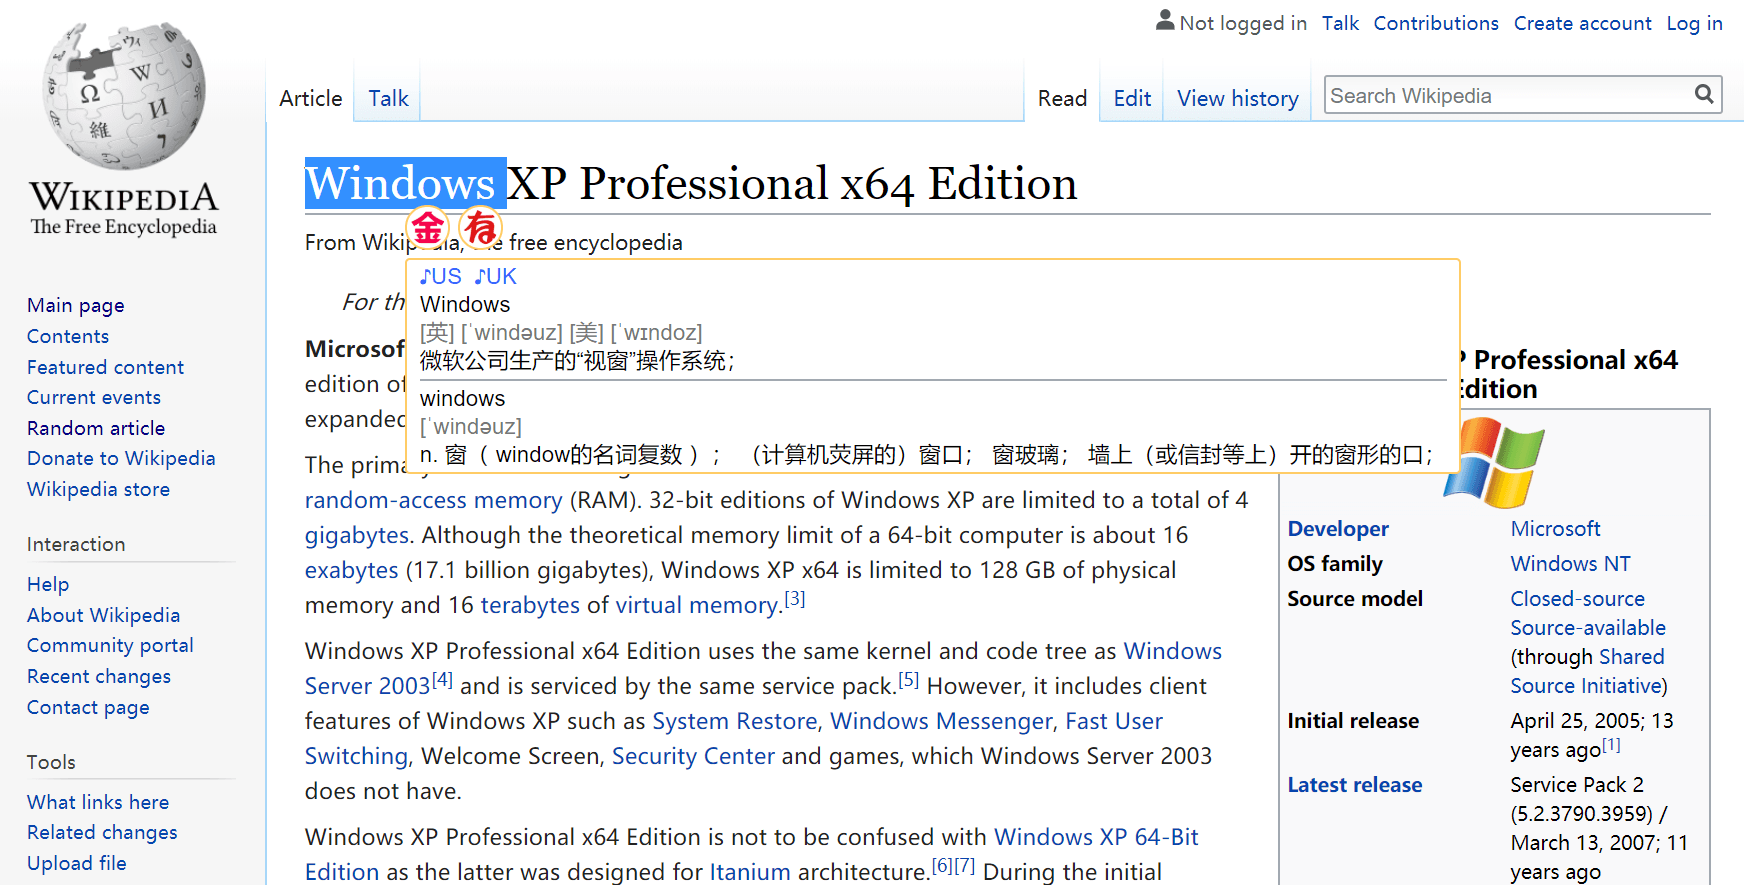 Not logged in Talk Contributions Create account Log in
Article Talk Read Edit View history Search Wikipedia
WIKIPEDIA
The Free Encyclopedia
Main page
Contents
Featured content
Current events
Random article
Donate to Wikipedia
Wikipedia store
Interaction
Help
About Wikipedia
Community portal
Recent changes
Contact page
Tools
What links here
Related changes
Upload file
Windows XP Professional x64 Edition
金 有
From Wikipedia, the free encyclopedia
For th
♪US ♪UK
Windows
[英] [ˈwindəuz] [美] [ˈwɪndoz]
微软公司生产的“视窗”操作系统；
windows
[ˈwindəuz]
n. 窗（ window的名词复数 ）； （计算机荧屏的）窗口； 窗玻璃； 墙上（或信封等上）开的窗形的口；
Microsof
edition of
expanded
The prima
random-access memory (RAM). 32-bit editions of Windows XP are limited to a total of 4
gigabytes. Although the theoretical memory limit of a 64-bit computer is about 16
exabytes (17.1 billion gigabytes), Windows XP x64 is limited to 128 GB of physical
memory and 16 terabytes of virtual memory.[3]
Windows XP Professional x64 Edition uses the same kernel and code tree as Windows
Server 2003[4] and is serviced by the same service pack.[5] However, it includes client
features of Windows XP such as System Restore, Windows Messenger, Fast User
Switching, Welcome Screen, Security Center and games, which Windows Server 2003
does not have.
Windows XP Professional x64 Edition is not to be confused with Windows XP 64-Bit
Edition as the latter was designed for Itanium architecture.[6][7] During the initial
P Professional x64
Edition
Developer Microsoft
OS family Windows NT
Source model Closed-source
Source-available
(through Shared
Source Initiative)
Initial release April 25, 2005; 13
years ago[1]
Latest release Service Pack 2
(5.2.3790.3959) /
March 13, 2007; 11
years ago